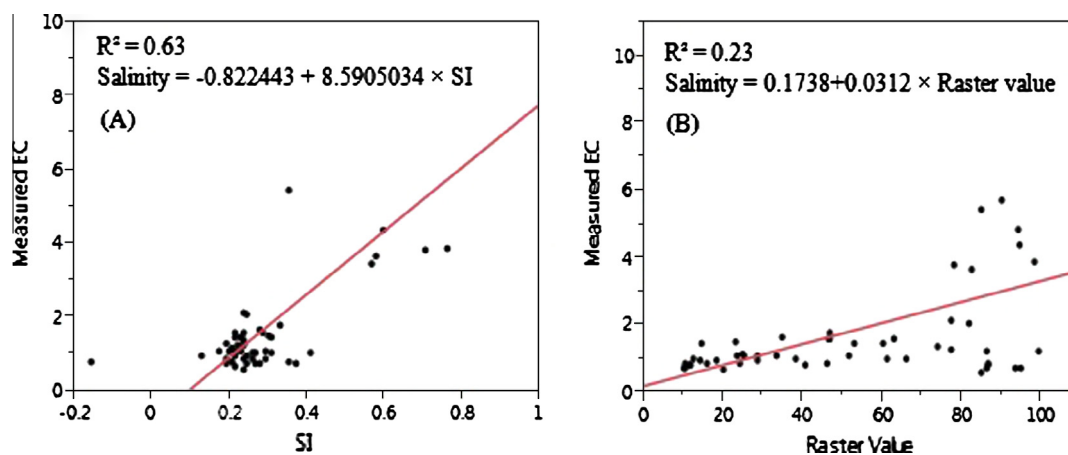 R² = 0.63
Salinity = -0.822443 + 8.5905034 × SI
(A)
Measured EC
10
8
6
4
2
0
-0.2
0
0.2
0.4
0.6
0.8
1
SI
R² = 0.23
Salinity = 0.1738+0.0312 × Raster value
(B)
Measured EC
10
8
6
4
2
0
0
20
40
60
80
100
Raster Value